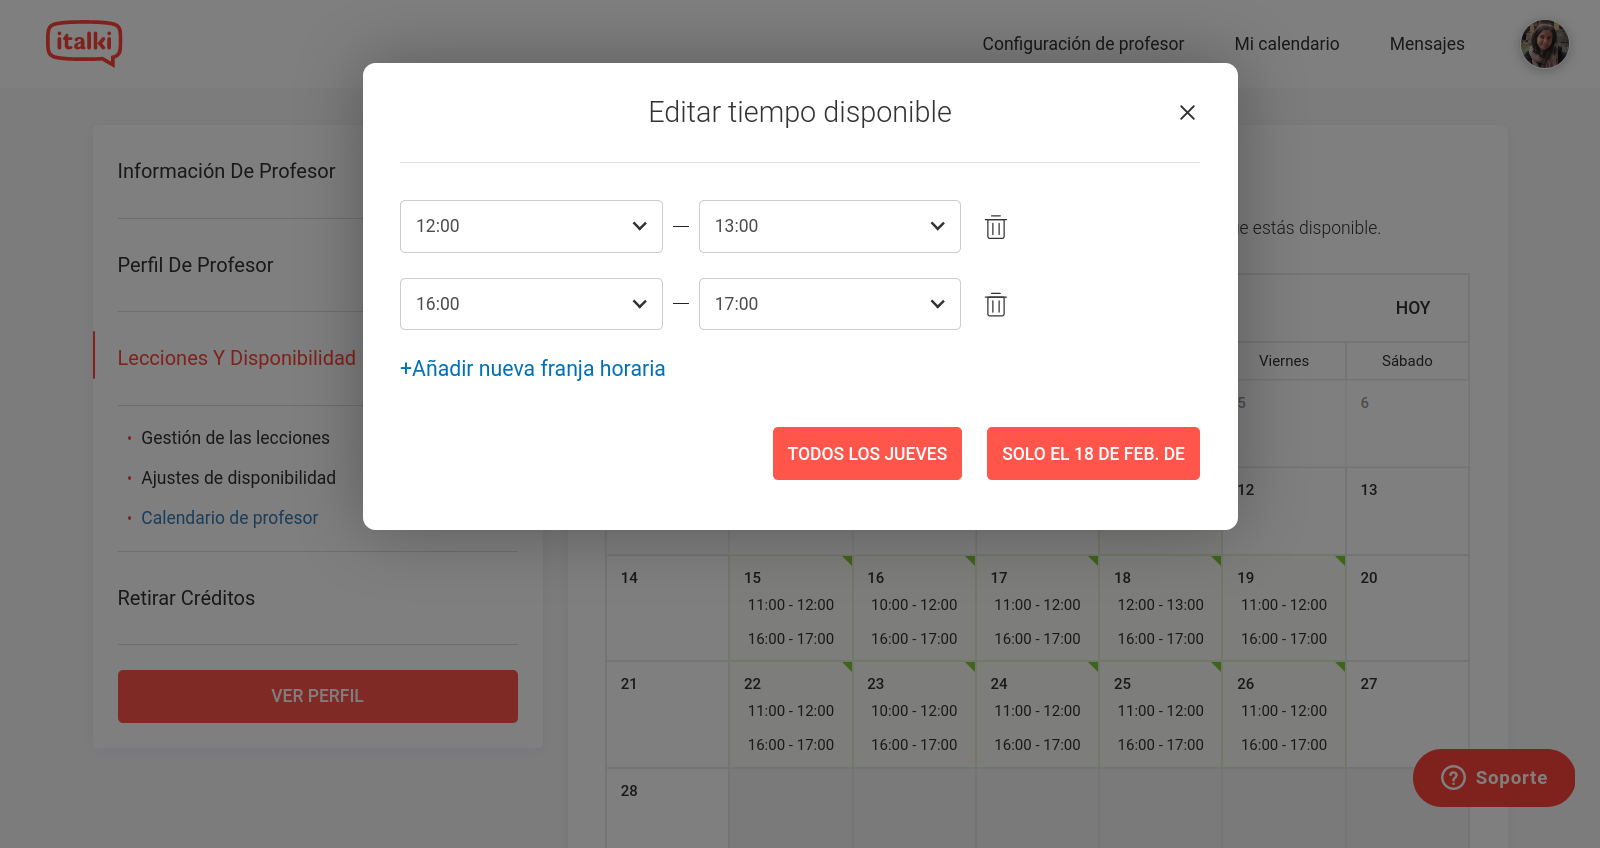 italki
Configuración de profesor
Mi calendario
Mensajes
Editar tiempo disponible
Información De Profesor
12:00 — 13:00
e estás disponible.
Perfil De Profesor
16:00 — 17:00
HOY
Lecciones Y Disponibilidad
+Añadir nueva franja horaria
Viernes
Sábado
5
6
Gestión de las lecciones
TODOS LOS JUEVES
SOLO EL 18 DE FEB. DE
Ajustes de disponibilidad
12
13
Calendario de profesor
14
15
16
17
18
19
20
11:00 - 12:00
10:00 - 12:00
11:00 - 12:00
12:00 - 13:00
11:00 - 12:00
Retirar Créditos
16:00 - 17:00
16:00 - 17:00
16:00 - 17:00
16:00 - 17:00
16:00 - 17:00
21
22
23
24
25
26
27
VER PERFIL
11:00 - 12:00
10:00 - 12:00
11:00 - 12:00
11:00 - 12:00
11:00 - 12:00
16:00 - 17:00
16:00 - 17:00
16:00 - 17:00
16:00 - 17:00
16:00 - 17:00
28
? Soporte